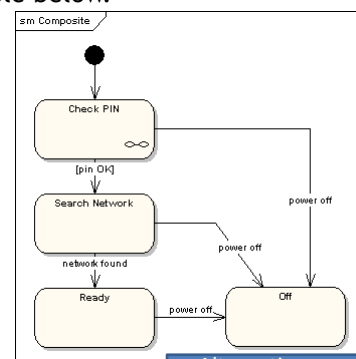 sm Composite
Check PIN
[pin OK]
power off
Search Network
power off
network found
Ready
power off
Off